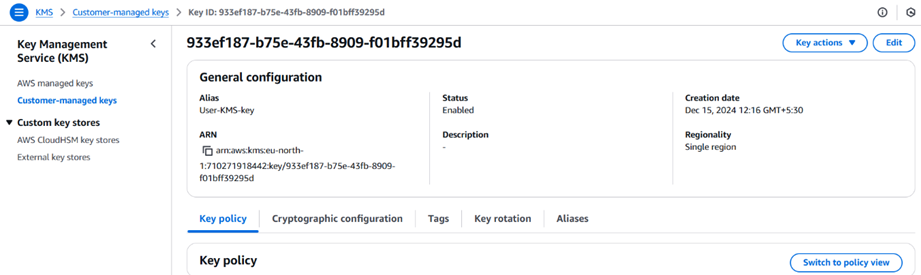 KMS > Customer-managed keys > Key ID: 933ef187-b75e-43fb-8909-f01bff39295d
Key Management
Service (KMS)
AWS managed keys
Customer-managed keys
Custom key stores
AWS CloudHSM key stores
External key stores
933ef187-b75e-43fb-8909-f01bff39295d
Key actions
Edit
General configuration
Alias
User-KMS-key
Status
Enabled
Creation date
Dec 15, 2024 12:16 GMT+5:30
ARN
arn:aws:kms:eu-north-
1:710271918442:key/933ef187-b75e-43fb-8909-
f01bff39295d
Description
-
Regionality
Single region
Key policy
Cryptographic configuration
Tags
Key rotation
Aliases
Key policy
Switch to policy view